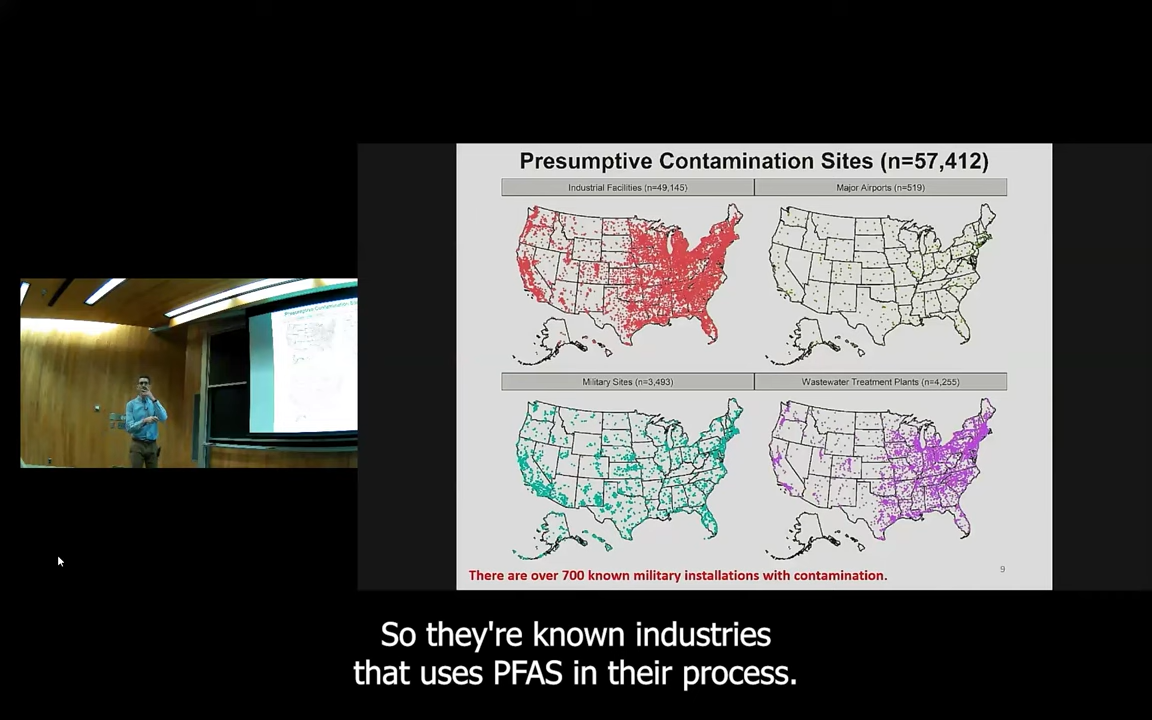 Presumptive Contamination Sites (n=57,412)
Industrial Facilities (n=49,145)
Major Airports (n=519)
Military Sites (n=3,493)
Wastewater Treatment Plants (n=4,255)
There are over 700 known military installations with contamination.
9
Presumptive Contamination
So they're known industries
that uses PFAS in their process.